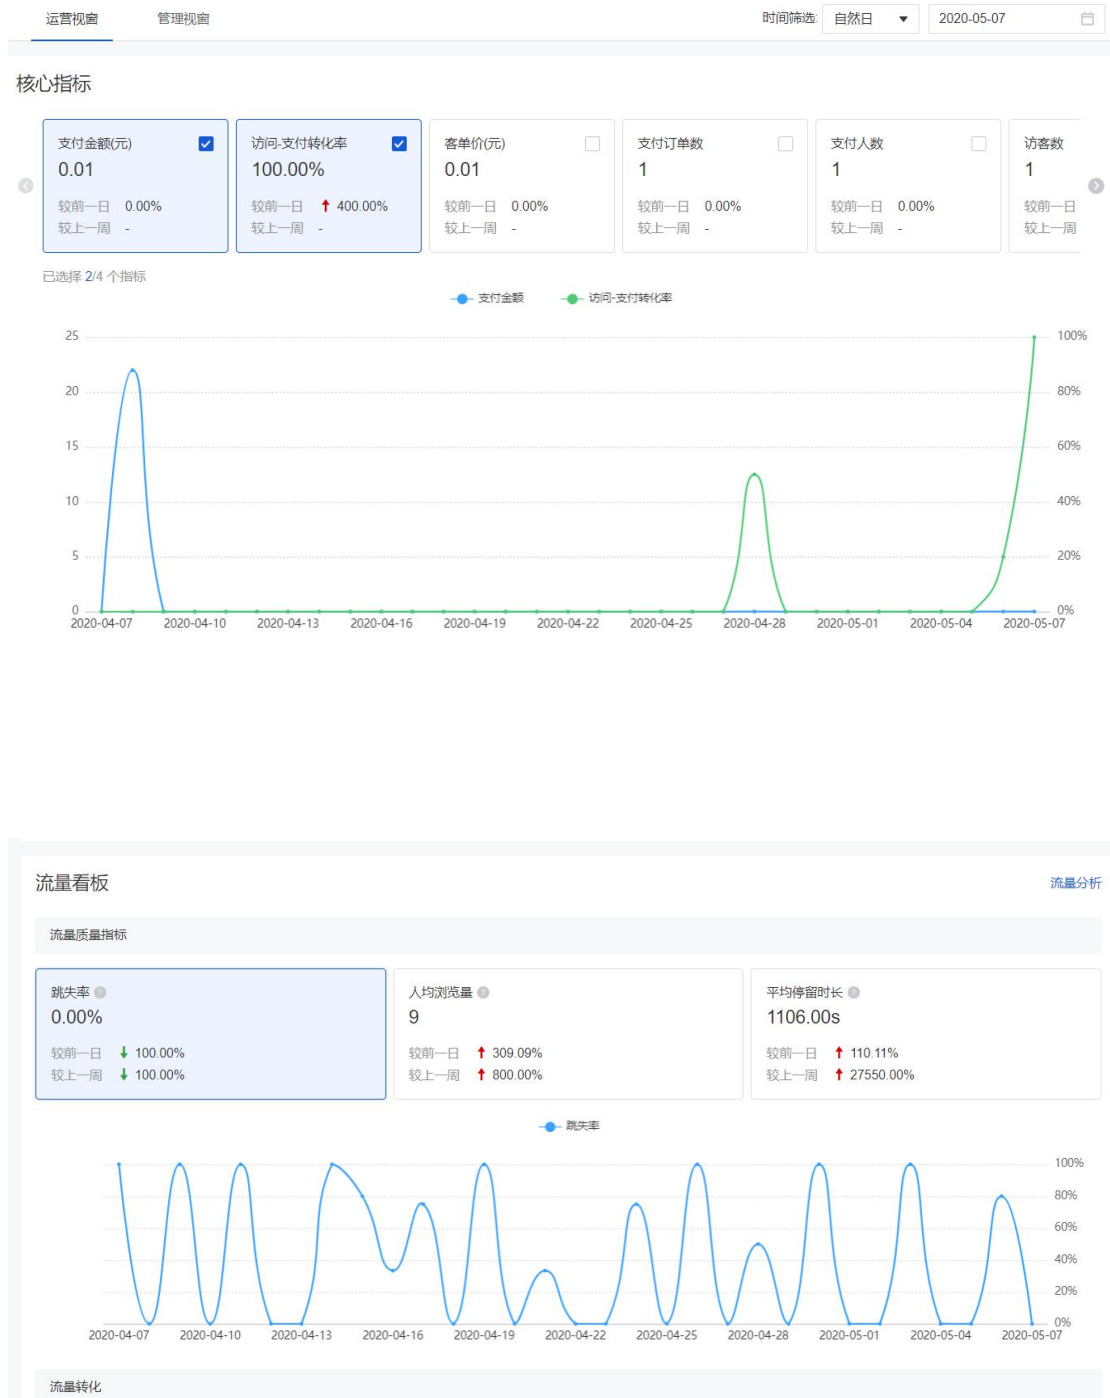 运营视窗 管理视窗 时间筛选: 自然日 2020-05-07
核心指标
支付金额(元) 访问-支付转化率 客单价(元) 支付订单数 支付人数 访客数
0.01 100.00% 0.01 1 1 1
较前一日 0.00% 较前一日 400.00% 较前一日 0.00% 较前一日 0.00% 较前一日 0.00% 较前一日
较上一周 - 较上一周 - 较上一周 - 较上一周 - 较上一周 - 较上一周
已选择 2/4 个指标
支付金额 访问-支付转化率
25 100%
20 80%
15 60%
10 40%
5 20%
0 0%
2020-04-07 2020-04-10 2020-04-13 2020-04-16 2020-04-19 2020-04-22 2020-04-25 2020-04-28 2020-05-01 2020-05-04 2020-05-07
流量看板 流量分析
流量质量指标
跳失率 人均浏览量 平均停留时长
0.00% 9 1106.00s
较前一日 100.00% 较前一日 309.09% 较前一日 110.11%
较上一周 100.00% 较上一周 800.00% 较上一周 27550.00%
跳失率
100%
80%
60%
40%
20%
0%
2020-04-07 2020-04-10 2020-04-13 2020-04-16 2020-04-19 2020-04-22 2020-04-25 2020-04-28 2020-05-01 2020-05-04 2020-05-07
流量转化